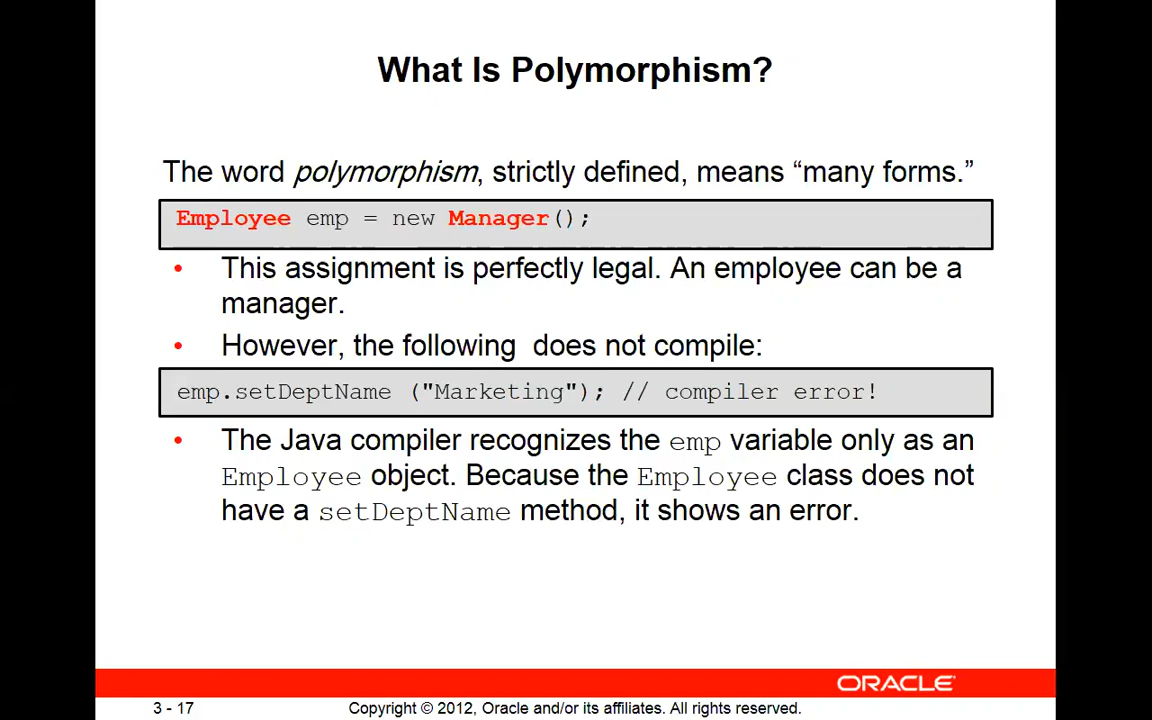 What Is Polymorphism?
The word polymorphism, strictly defined, means “many forms.”
Employee emp = new Manager();
• This assignment is perfectly legal. An employee can be a
manager.
• However, the following  does not compile:
emp.setDeptName ("Marketing"); // compiler error!
• The Java compiler recognizes the emp variable only as an
Employee object. Because the Employee class does not
have a setDeptName method, it shows an error.
ORACLE
3 - 17
Copyright © 2012, Oracle and/or its affiliates. All rights reserved.